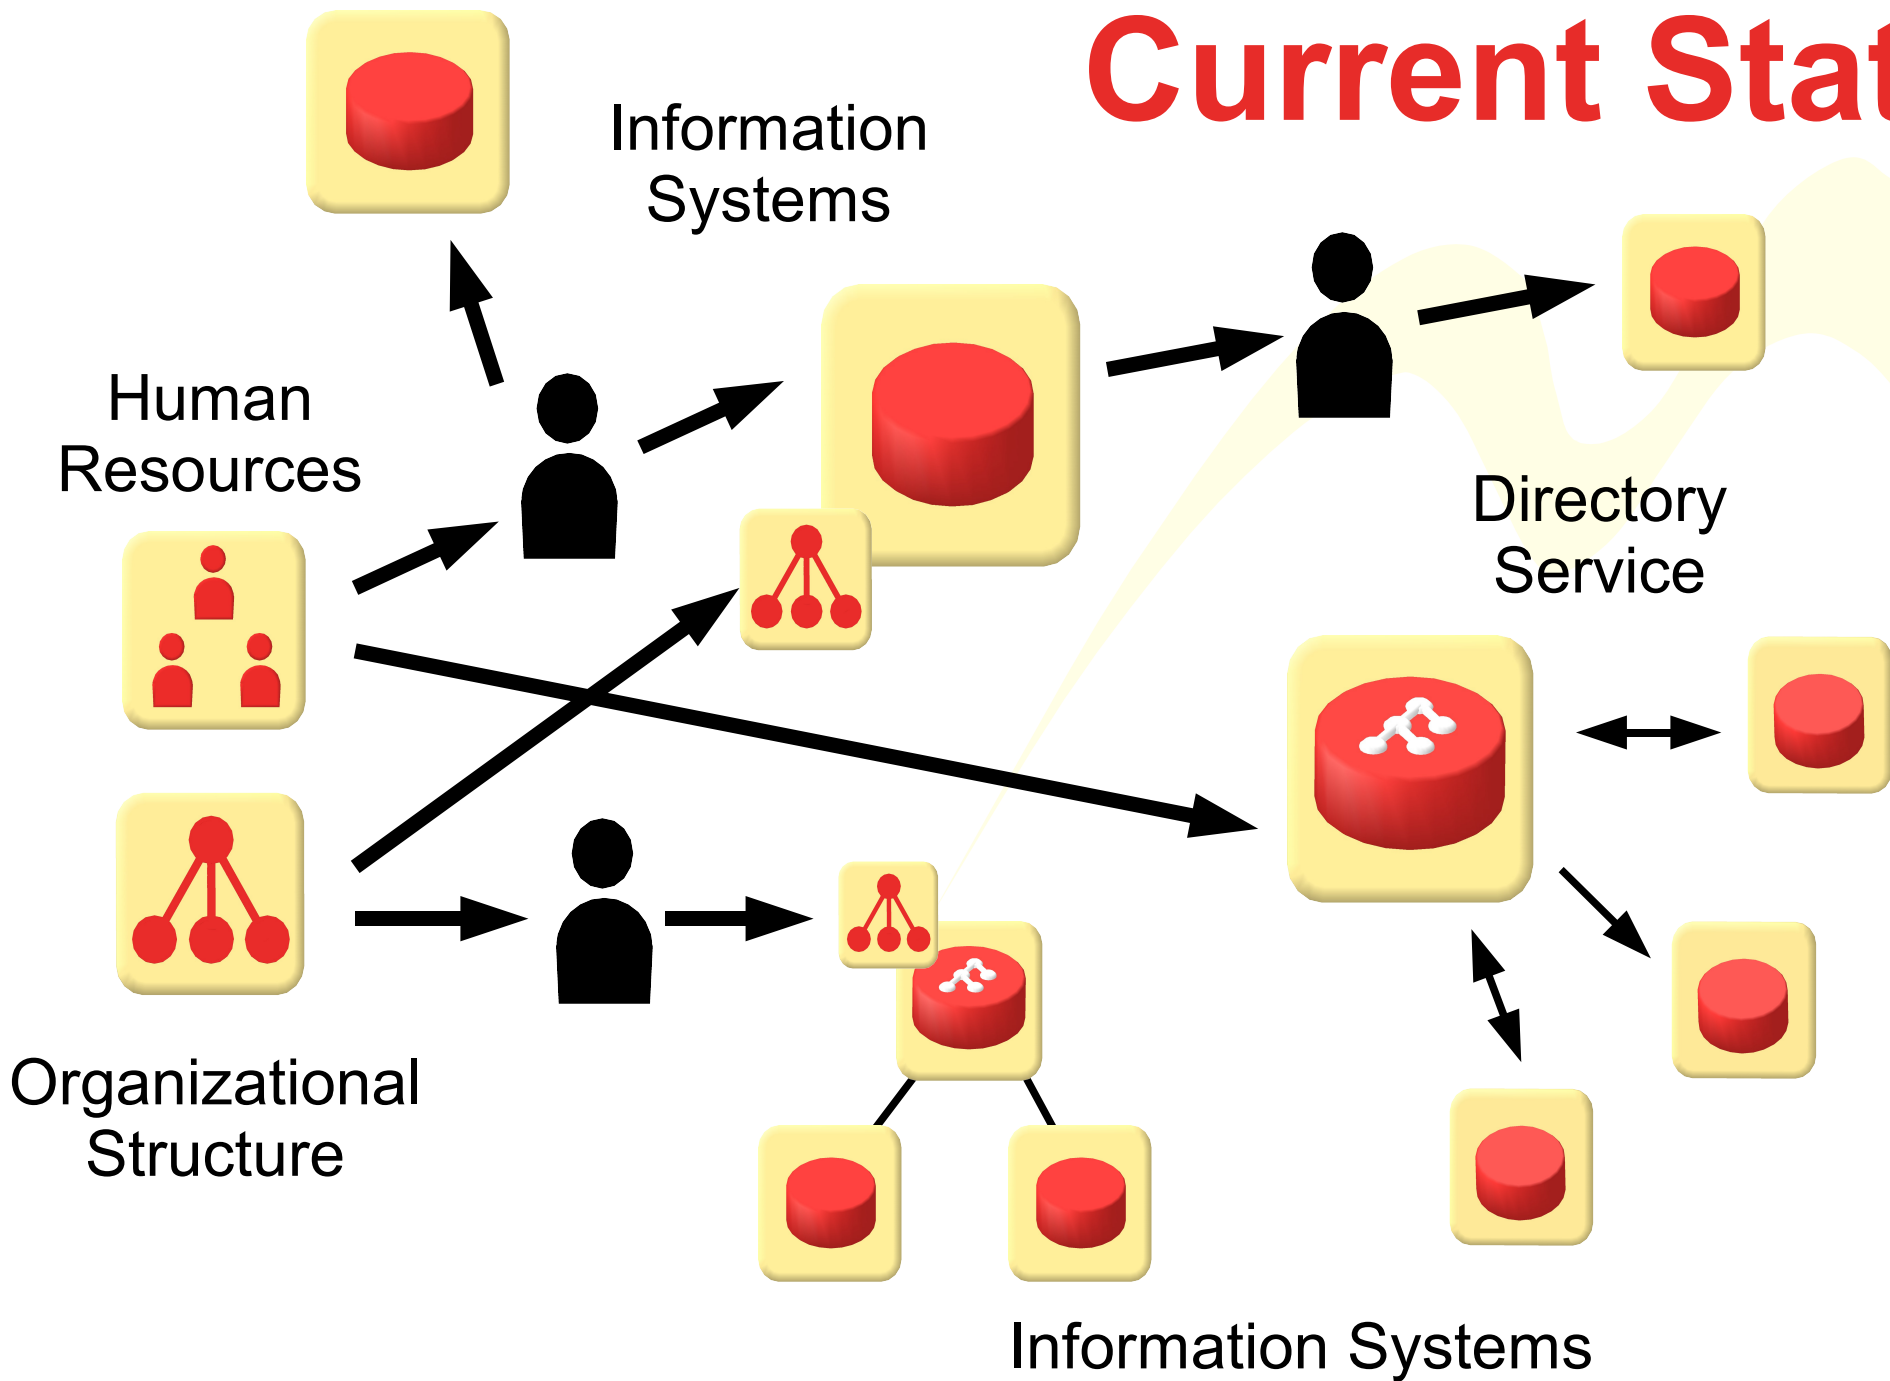 Current Stat
Information
Systems
Human
Resources
Directory
Service
Organizational
Structure
Information Systems